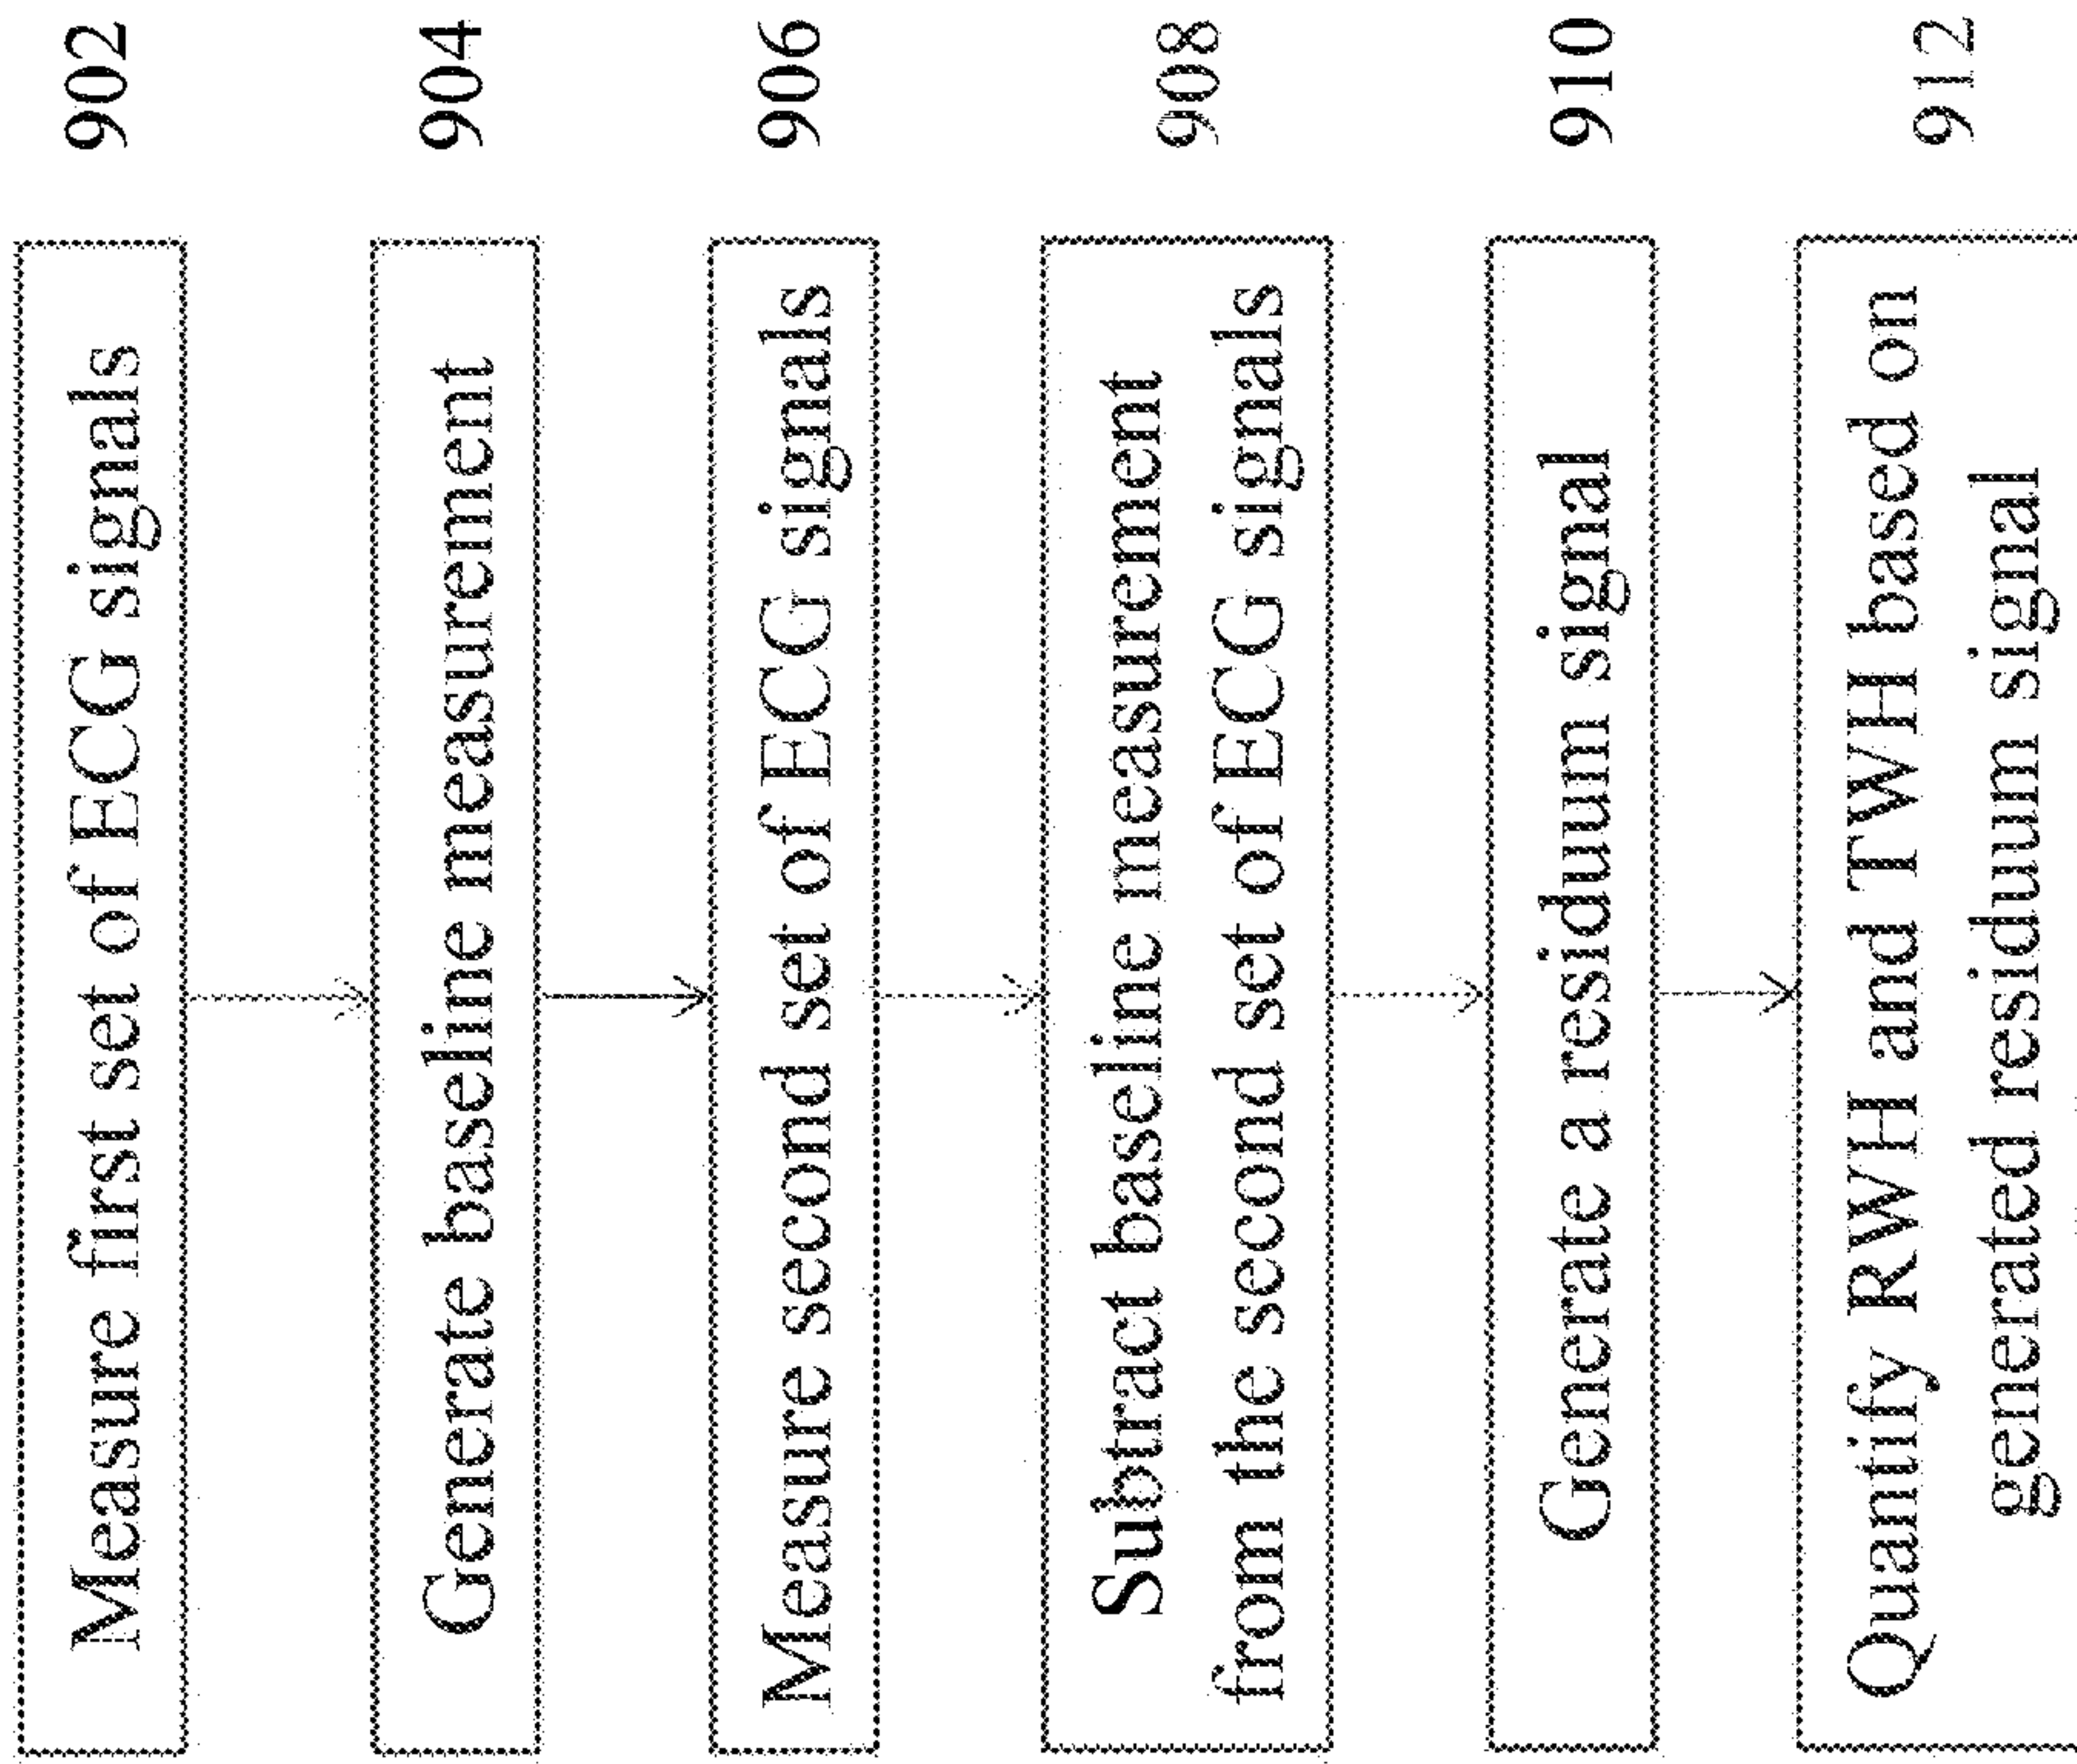 Measure first set of ECG signals 902
Generate baseline measurement 904
Measure second set of ECG signals 906
Subtract baseline measurement
from the second set of ECG signals 908
Generate a residuum signal 910
Quantify RWH and TWH based on
generated residuum signal 912